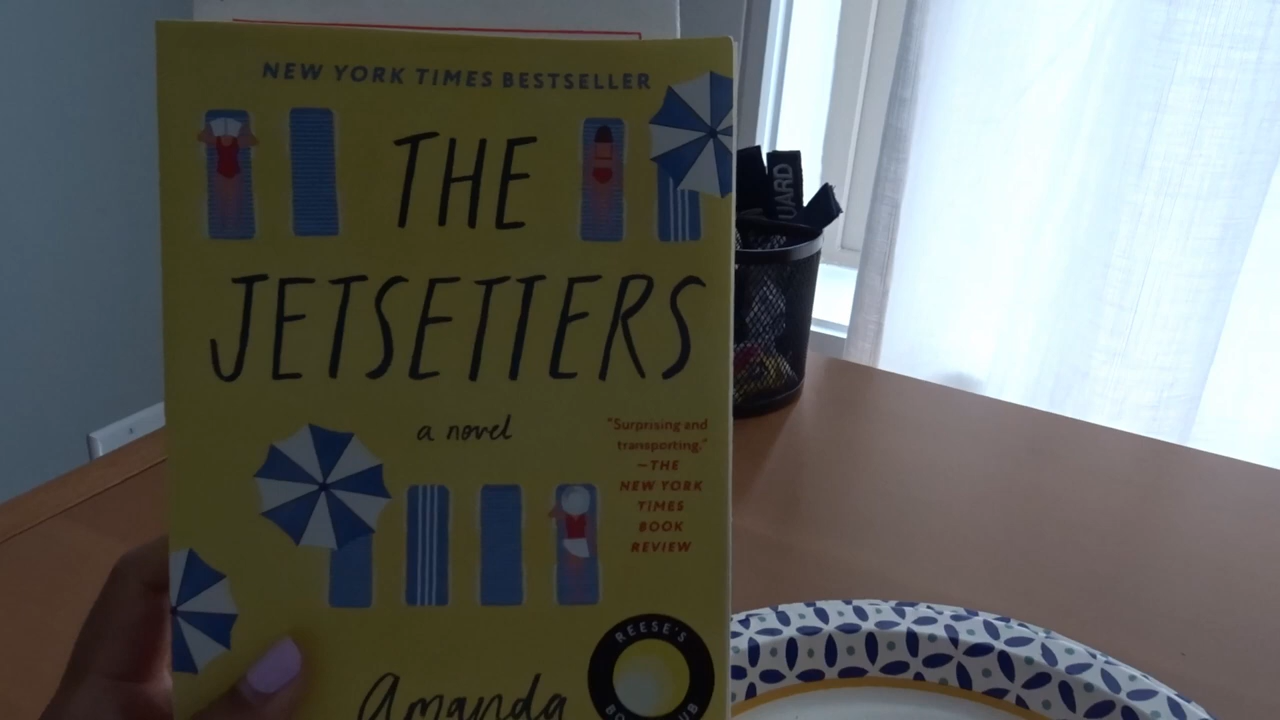 NEW YORK TIMES BESTSELLER
THE
JETSETTERS
a novel
"Surprising and
transporting."
—THE
NEW YORK
TIMES
BOOK
REVIEW
Amanda
REESE'S
UARD